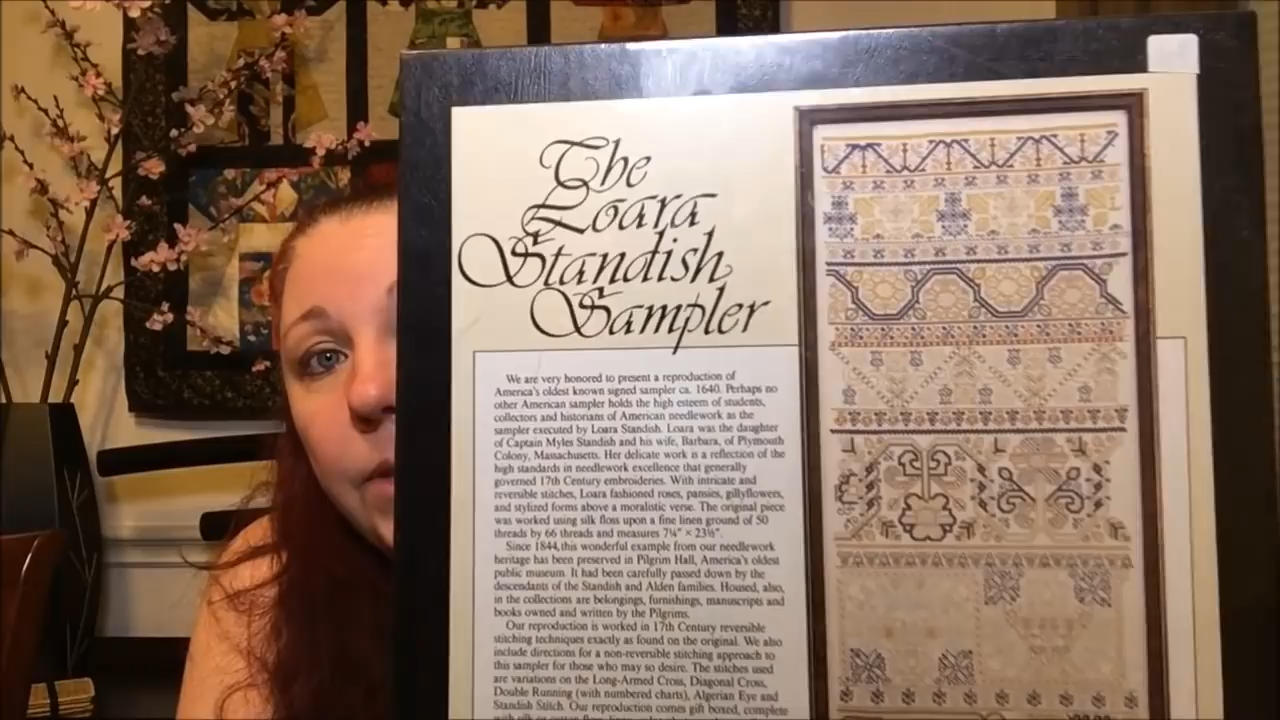 The
Loara
Standish
Sampler
We are very honored to present a reproduction of
America's oldest known signed sampler ca. 1640. Perhaps no
other American sampler holds the high esteem of students,
collectors and historians of American needlework as the
sampler executed by Loara Standish. Loara was the daughter
of Captain Myles Standish and his wife, Barbara, of Plymouth
Colony, Massachusetts. Her delicate work is a reflection of the
high standards in needlework excellence that generally
governed 17th Century embroideries. With intricate and
reversible stitches, Loara fashioned roses, pansies, gillyflowers,
and stylized forms above a moralistic verse. The original piece
was worked using silk floss upon a fine linen ground of 50
threads by 66 threads and measures 7¼" × 23½".
Since 1844, this wonderful example from our needlework
heritage has been preserved in Pilgrim Hall, America's oldest
public museum. It had been carefully passed down by the
descendants of the Standish and Alden families. Housed, also,
in the collections are belongings, furnishings, manuscripts and
books owned and written by the Pilgrims.
Our reproduction is worked in 17th Century reversible
stitching techniques exactly as found on the original. We also
include directions for a non-reversible stitching approach to
this sampler for those who may so desire. The stitches used
are variations on the Long-Armed Cross, Diagonal Cross,
Double Running (with numbered charts), Algerian Eye and
Standish Stitch. Our reproduction comes gift boxed, complete